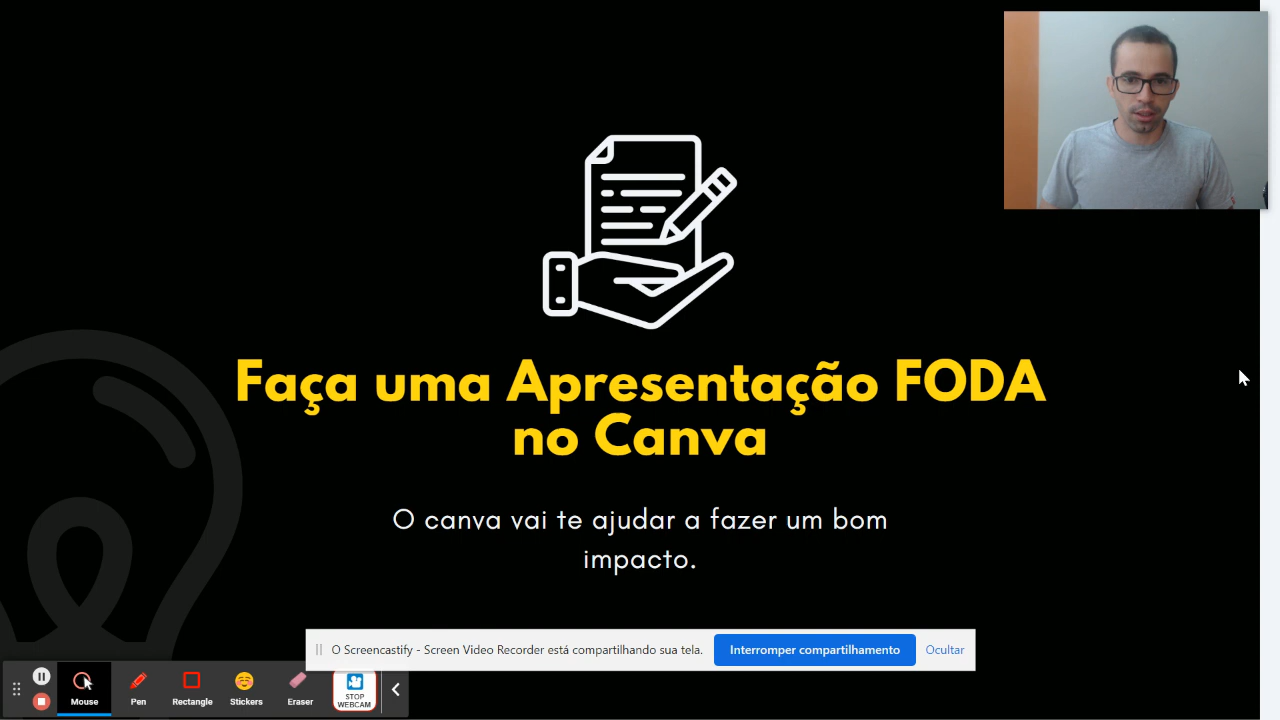 Faça uma Apresentação FODA
no Canva
O canva vai te ajudar a fazer um bom
impacto.
O Screencastify - Screen Video Recorder está compartilhando sua tela.
Interromper compartilhamento
Ocultar
Mouse
Pen
Rectangle
Stickers
Eraser
STOP
WEBCAM